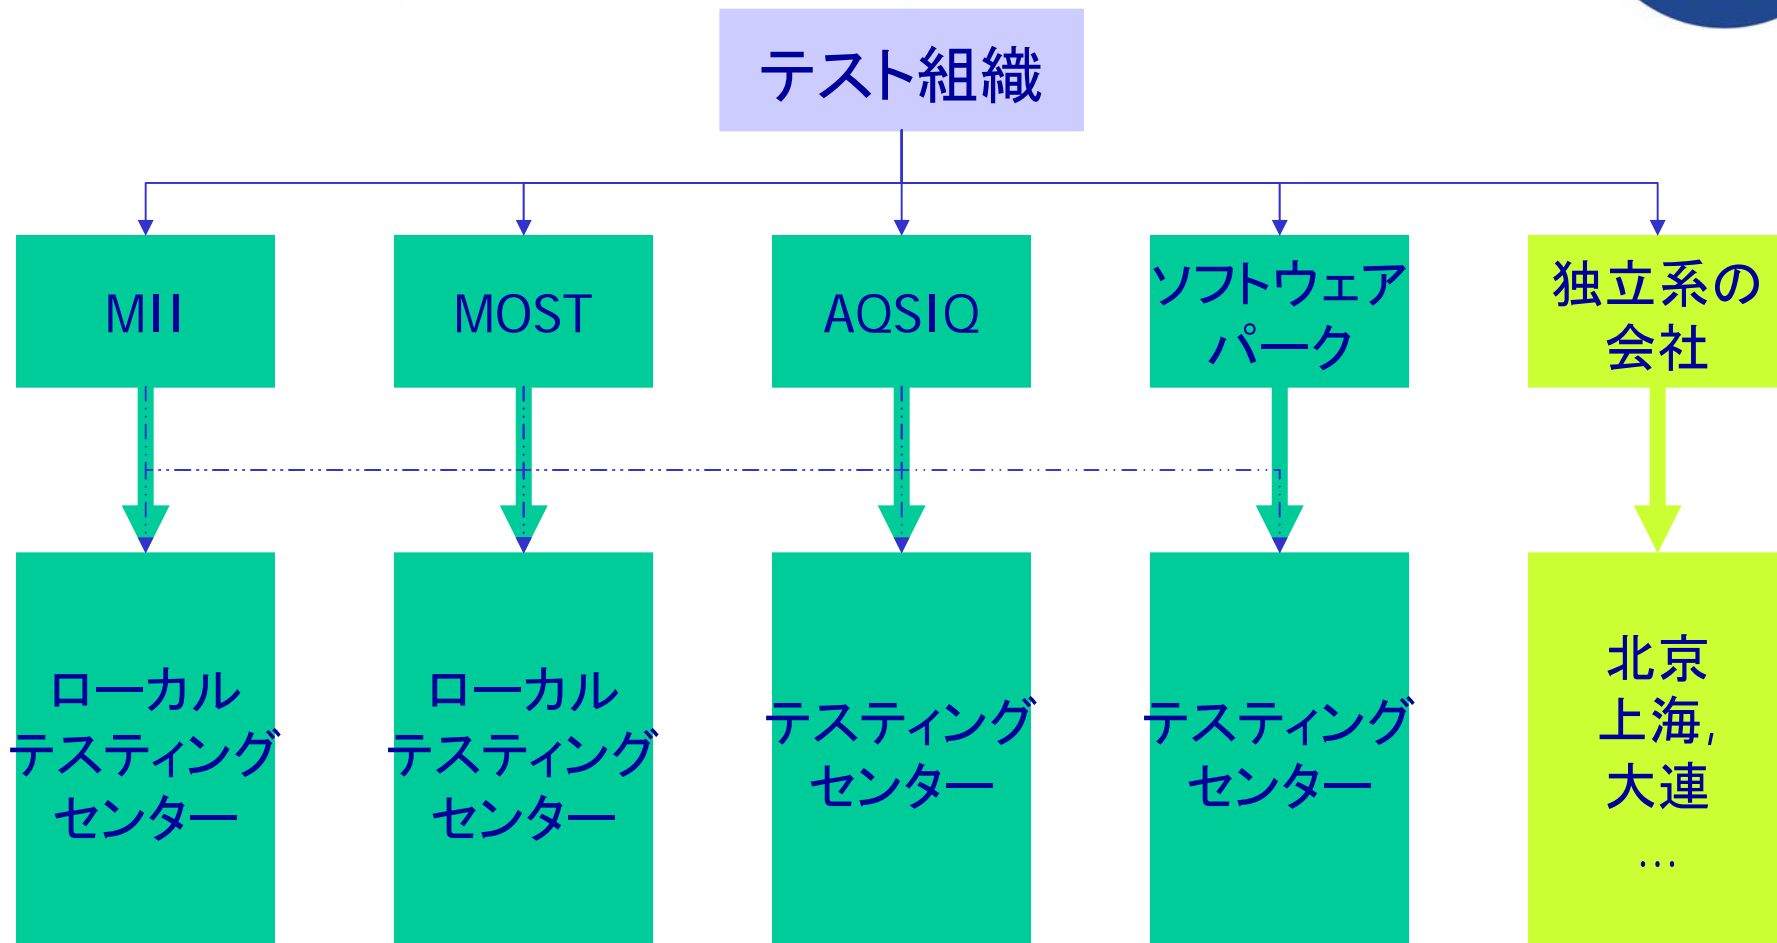 テスト組織
MII
MOST
AQSIQ
ソフトウェア
パーク
独立系の
会社
ローカル
テスティング
センター
ローカル
テスティング
センター
テスティング
センター
テスティング
センター
北京
上海,
大連
…